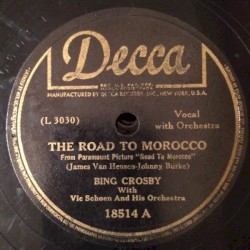 Decca
MANUFACTURED BY DECCA RECORDS, INC., NEW YORK, U.S.A.
(L 3030)
Vocal
with Orchestra
THE ROAD TO MOROCCO
From Paramount Picture "Road To Morocco"
(James Van Heusen-Johnny Burke)
BING CROSBY
With
Vic Schoen And His Orchestra
18514 A